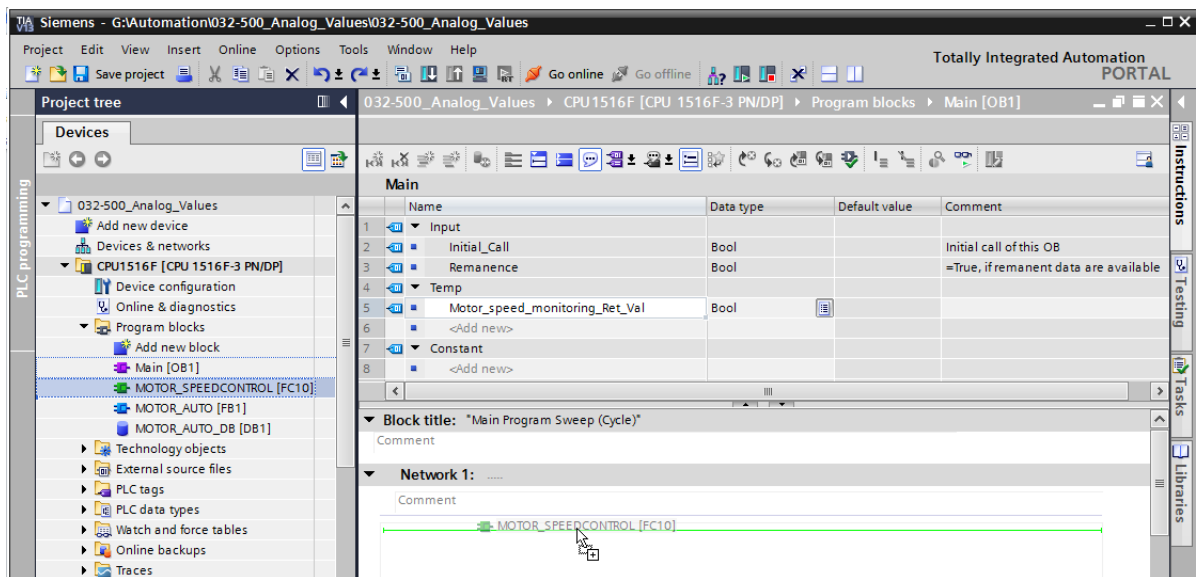 TIA V13 Siemens - G:\Automation\032-500_Analog_Values\032-500_Analog_Values
Project Edit View Insert Online Options Tools Window Help
Totally Integrated Automation
PORTAL
Save project Go online Go offline
Project tree
032-500_Analog_Values CPU1516F [CPU 1516F-3 PN/DP] Program blocks Main [OB1]
Devices
PLC programming
032-500_Analog_Values
Add new device
Devices & networks
CPU1516F [CPU 1516F-3 PN/DP]
Device configuration
Online & diagnostics
Program blocks
Add new block
Main [OB1]
MOTOR_SPEEDCONTROL [FC10]
MOTOR_AUTO [FB1]
MOTOR_AUTO_DB [DB1]
Technology objects
External source files
PLC tags
PLC data types
Watch and force tables
Online backups
Traces
Main
Name Data type Default value Comment
1 Input
2 Initial_Call Bool Initial call of this OB
3 Remanence Bool =True, if remanent data are available
4 Temp
5 Motor_speed_monitoring_Ret_Val Bool
6 <Add new>
7 Constant
8 <Add new>
Block title: "Main Program Sweep (Cycle)"
Comment
Network 1: .....
Comment
MOTOR_SPEEDCONTROL [FC10]
Instructions
Testing
Tasks
Libraries